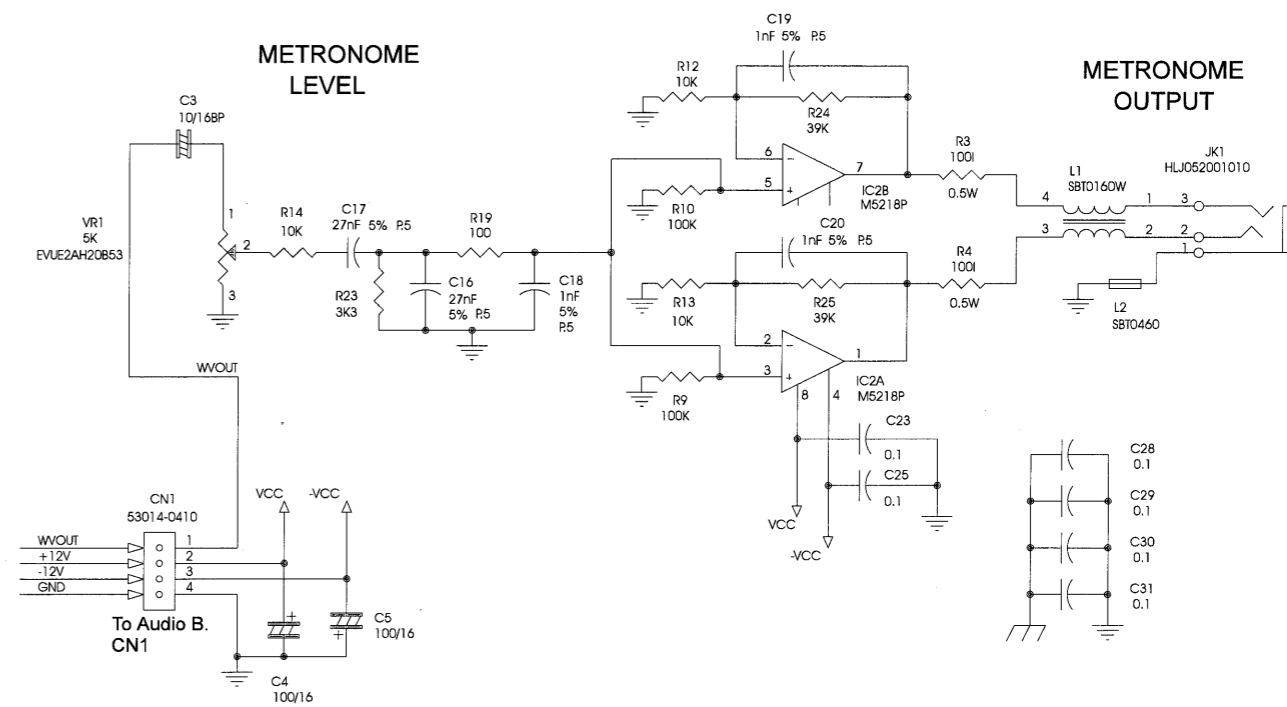 METRONOME
LEVEL
C3
10/16BP
VR1
5K
EVUE2AH20B53
1
2
3
R14
10K
C17
27nF 5% P.5
R23
3K3
C16
27nF
5% P.5
R19
100
C18
1nF
5%
P.5
C19
1nF 5% P.5
R12
10K
R24
39K
6
5
7
-
+
IC2B
M5218P
R10
100K
C20
1nF 5% P.5
R13
10K
R25
39K
2
3
1
-
+
IC2A
M5218P
8
4
R9
100K
C23
0.1
C25
0.1
VCC
-VCC
METRONOME
OUTPUT
R3
100I
0.5W
R4
100I
0.5W
L1
SBT0160W
4
3
1
2
JK1
HLJ052001010
3
2
1
L2
SBT0460
WVOUT
CN1
53014-0410
WVOUT
+12V
-12V
GND
1
2
3
4
To Audio B.
CN1
VCC
-VCC
+
C4
100/16
+
C5
100/16
C28
0.1
C29
0.1
C30
0.1
C31
0.1